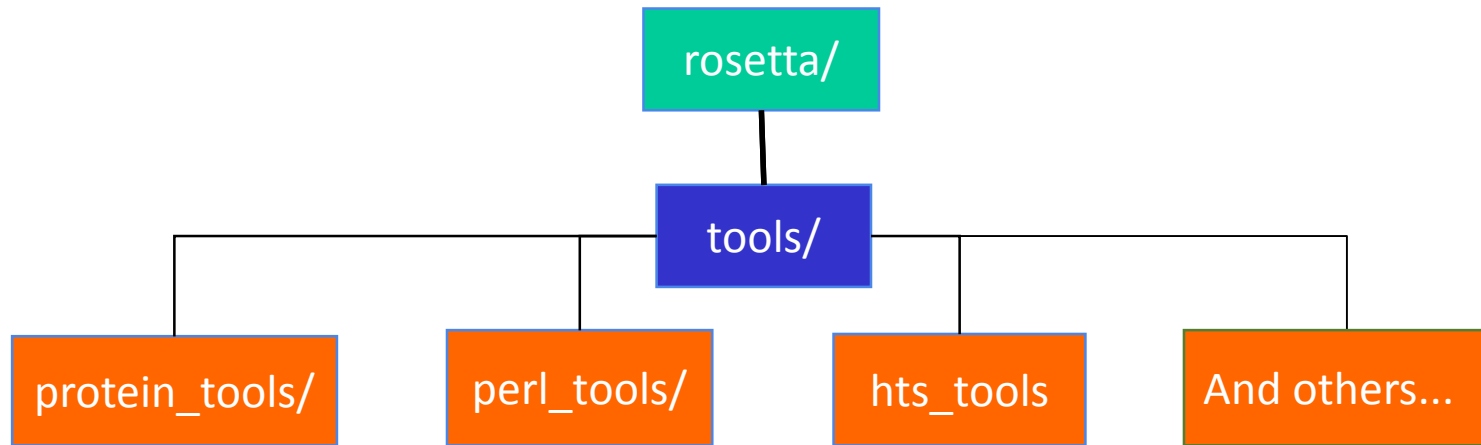 rosetta/
tools/
protein_tools/
perl_tools/
hts_tools
And others...